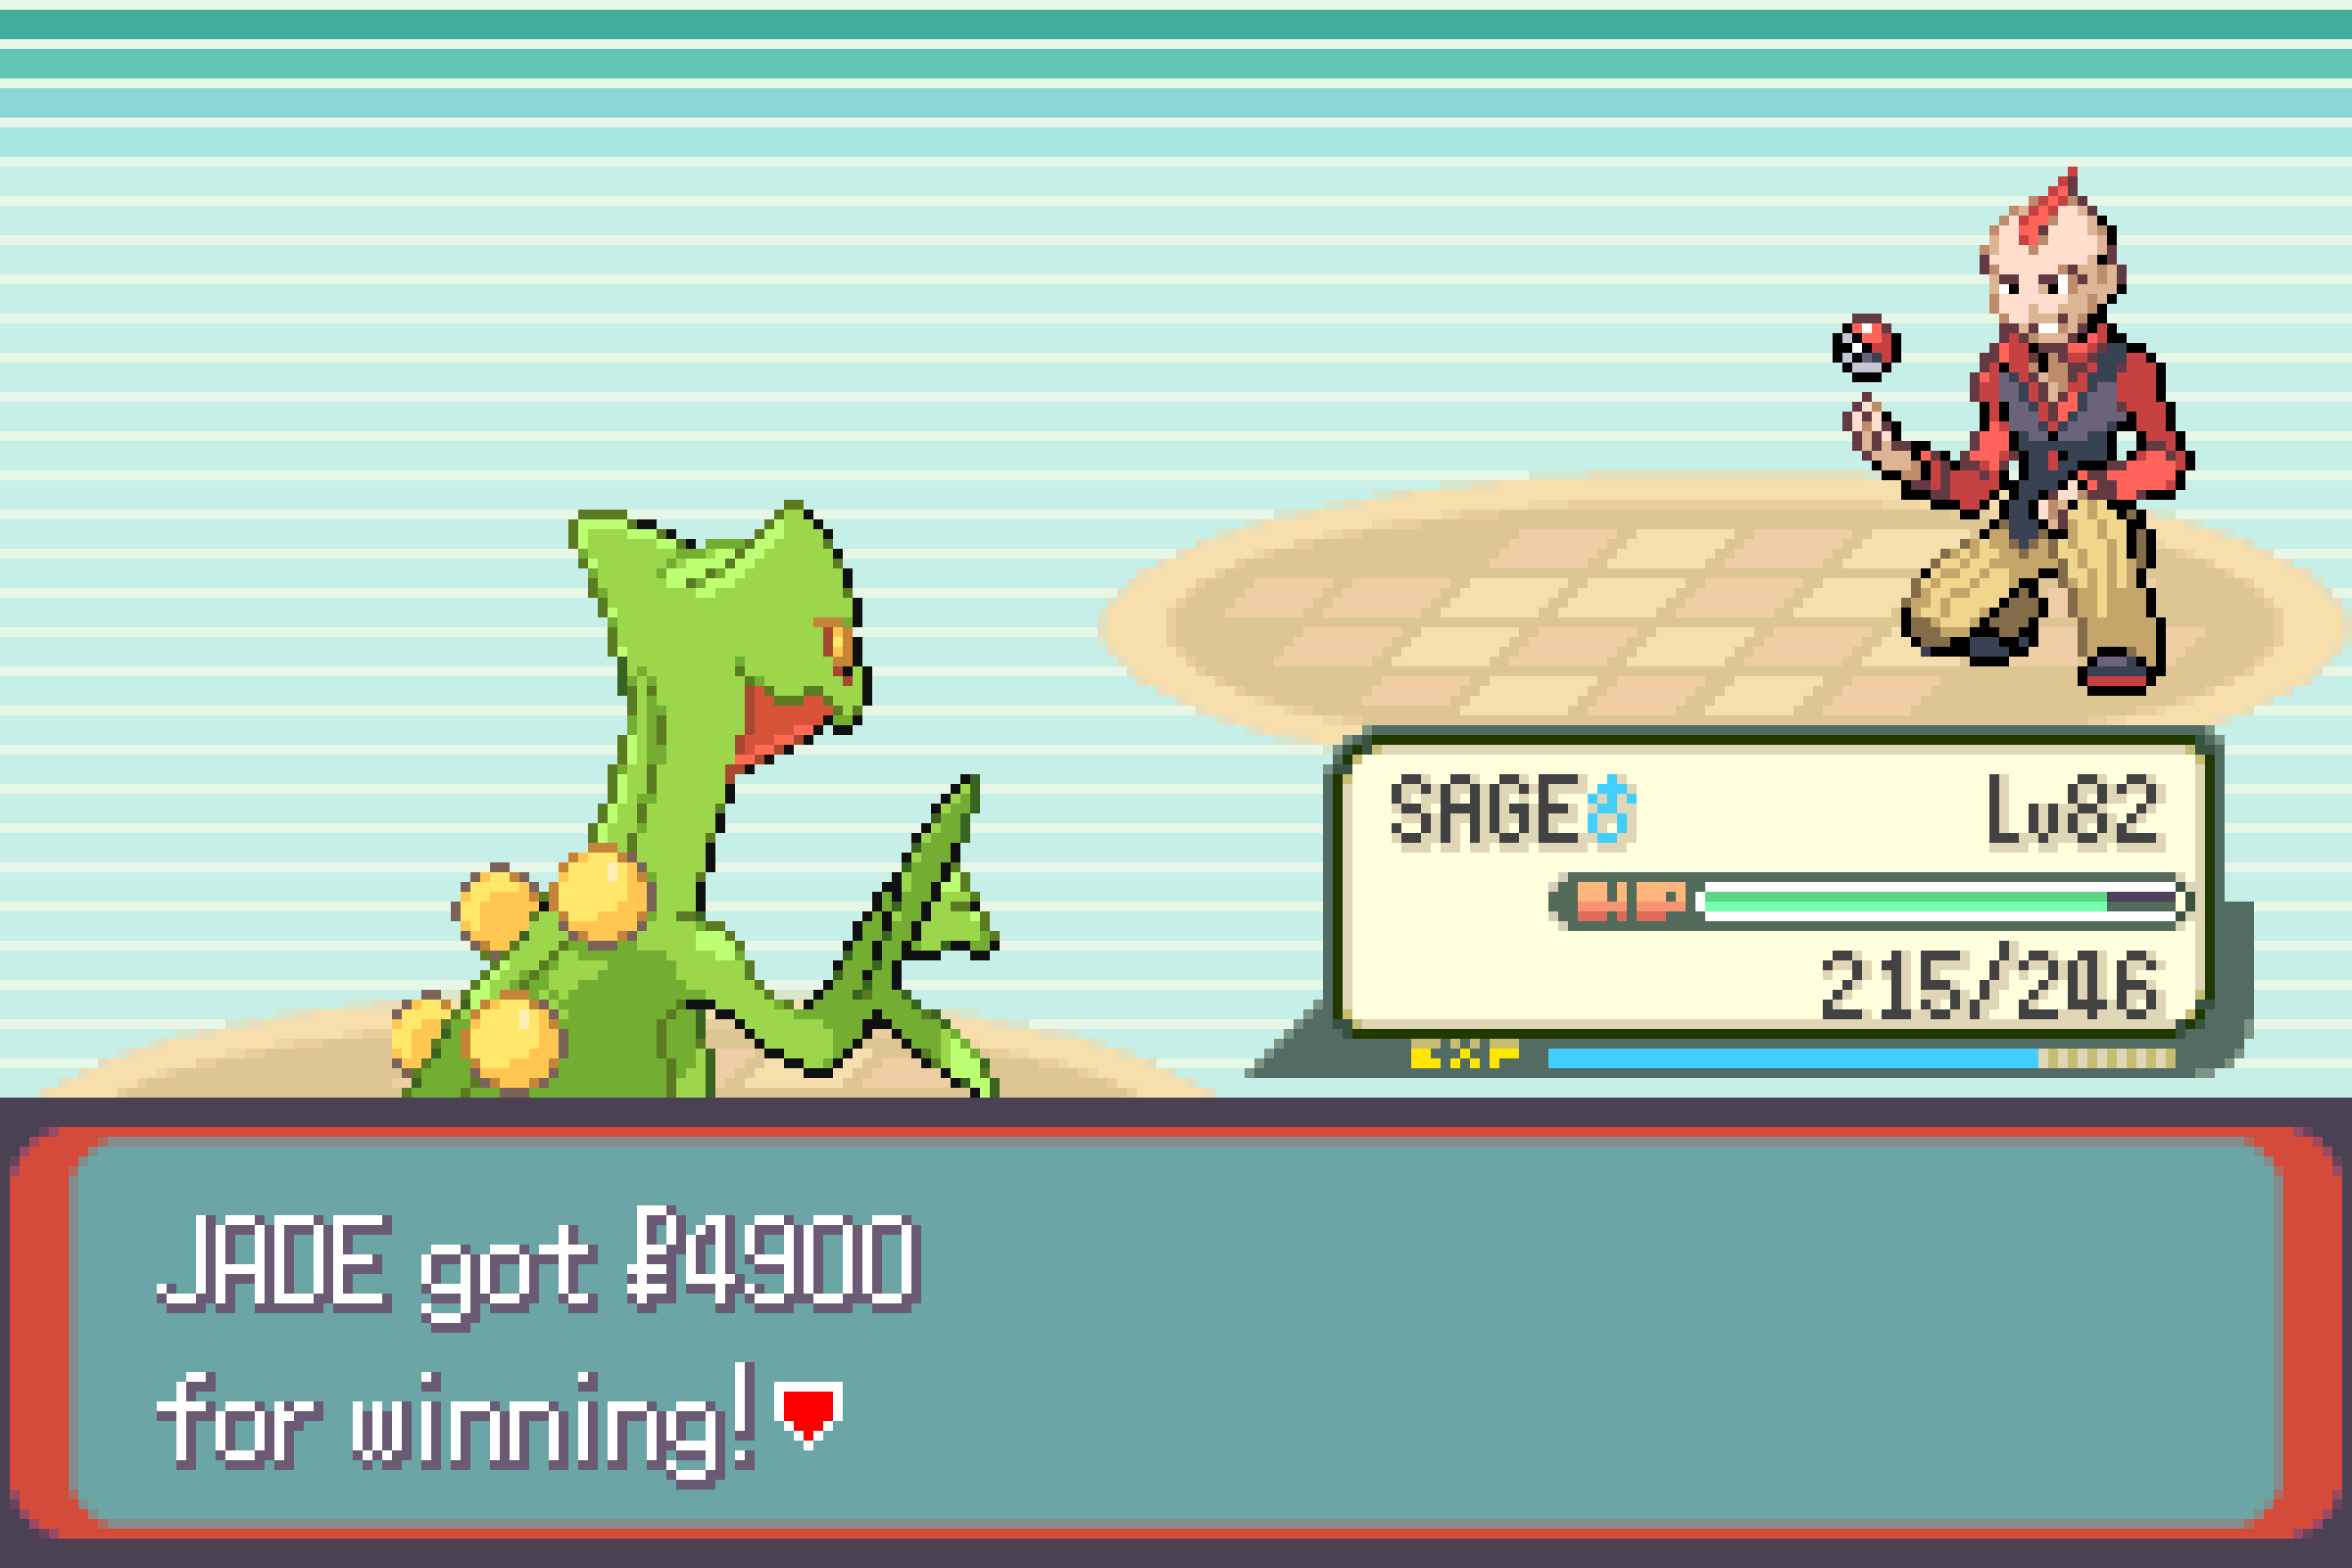 SAGE♂ Lv82
HP
215/246
EXP
JADE got ₽4900
for winning!♥